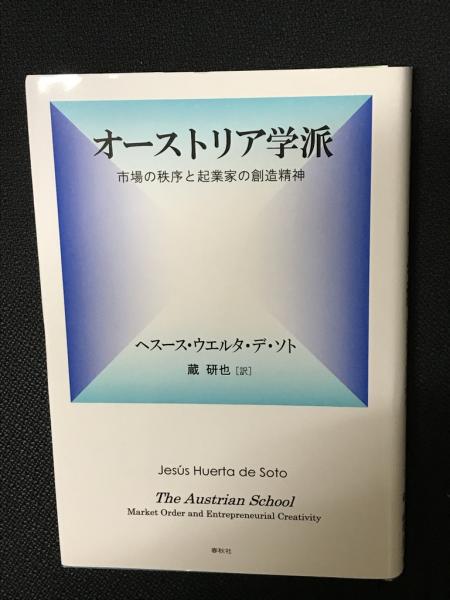 オーストリア学派
市場の秩序と起業家の創造精神
ヘスース・ウエルタ・デ・ソト
蔵 研也［訳］
Jesús Huerta de Soto
The Austrian School
Market Order and Entrepreneurial Creativity
春秋社